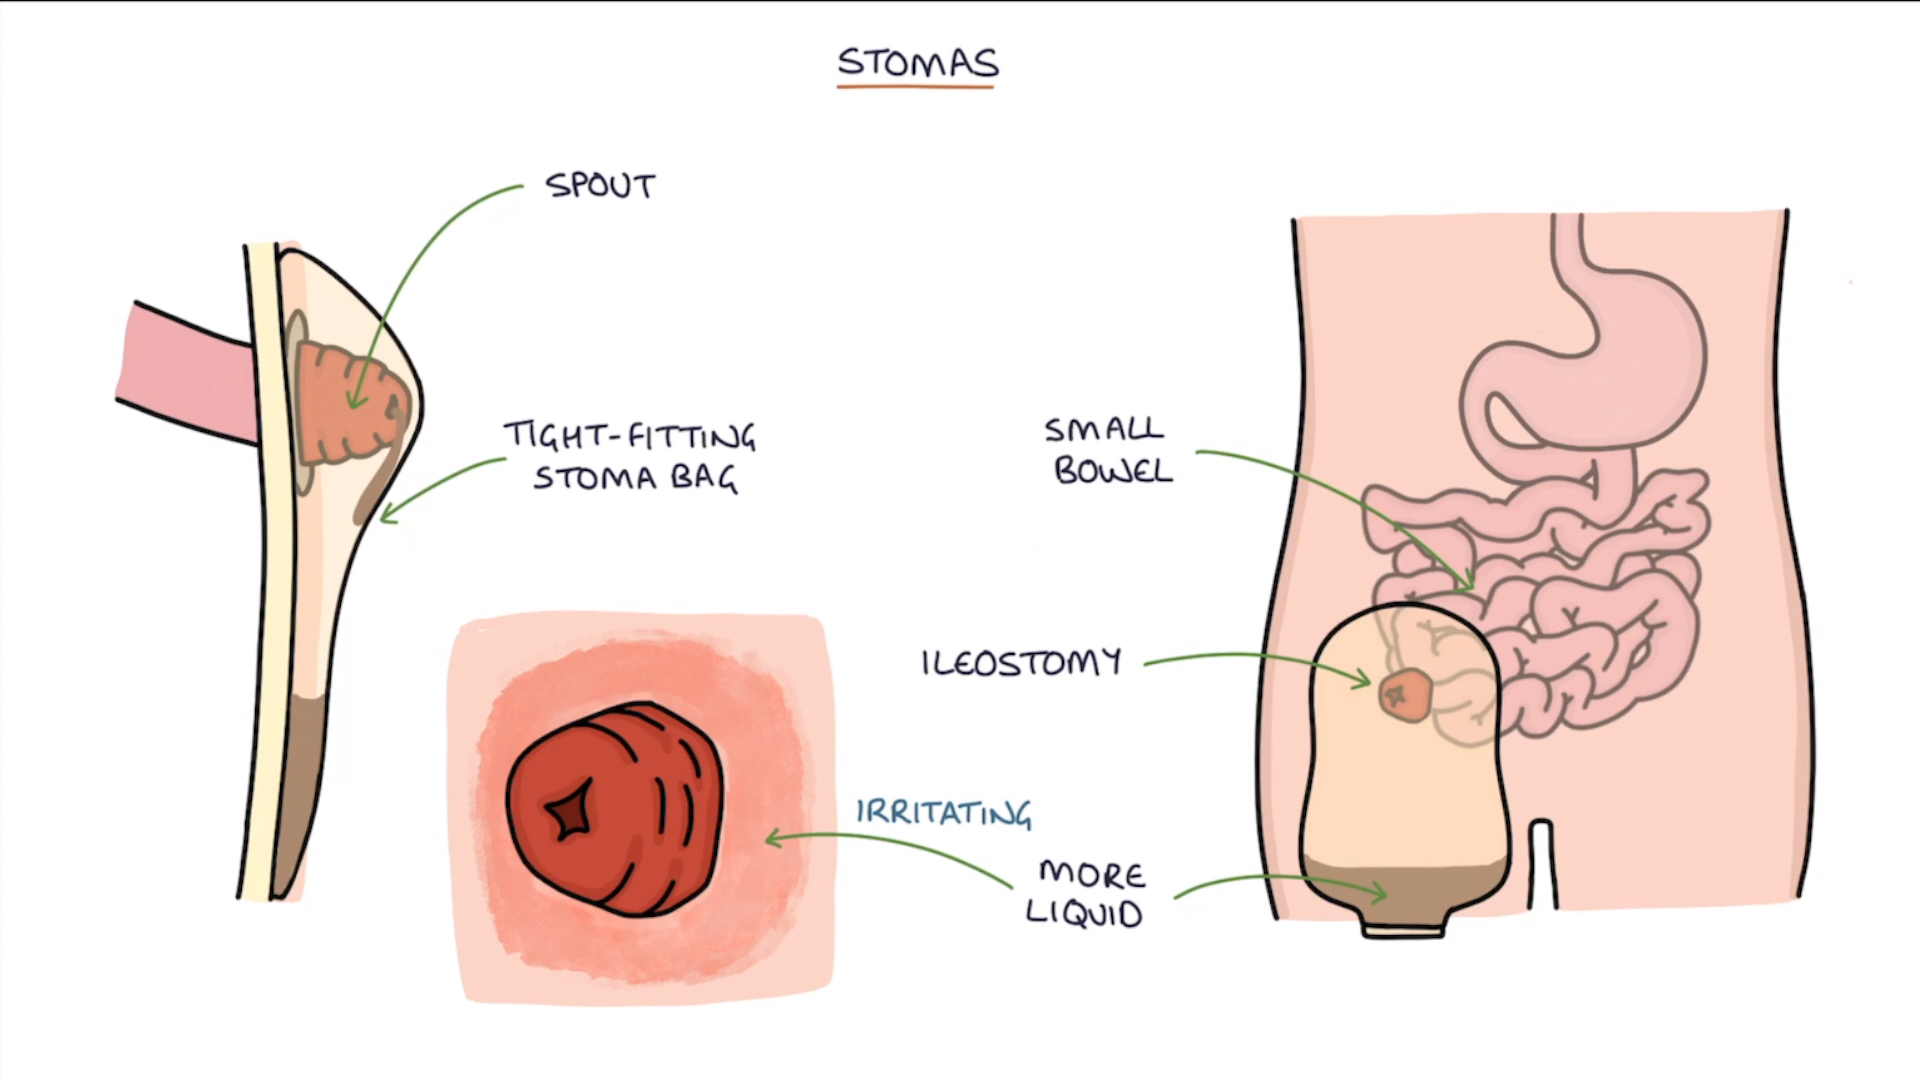 STOMAS
SPOUT
TIGHT-FITTING
STOMA BAG
SMALL
BOWEL
ILEOSTOMY
IRRITATING
MORE
LIQUID